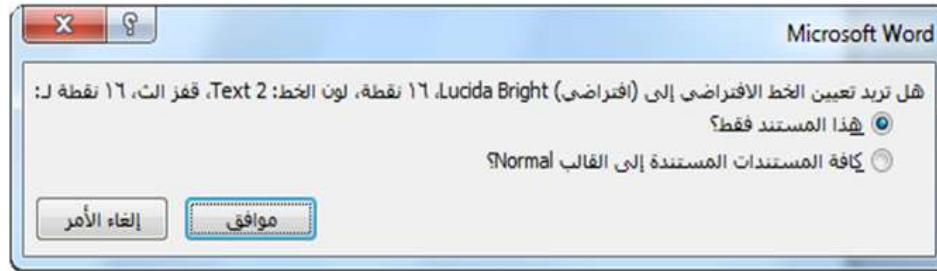 Microsoft Word
هل تريد تعيين الخط الافتراضي إلى (افتراضي) Lucida Bright، ١٦ نقطة، لون الخط: Text 2، قفز الث، ١٦ نقطة لـ:
هذا المستند فقط؟
كافة المستندات المستندة إلى القالب Normal؟
موافق
إلغاء الأمر